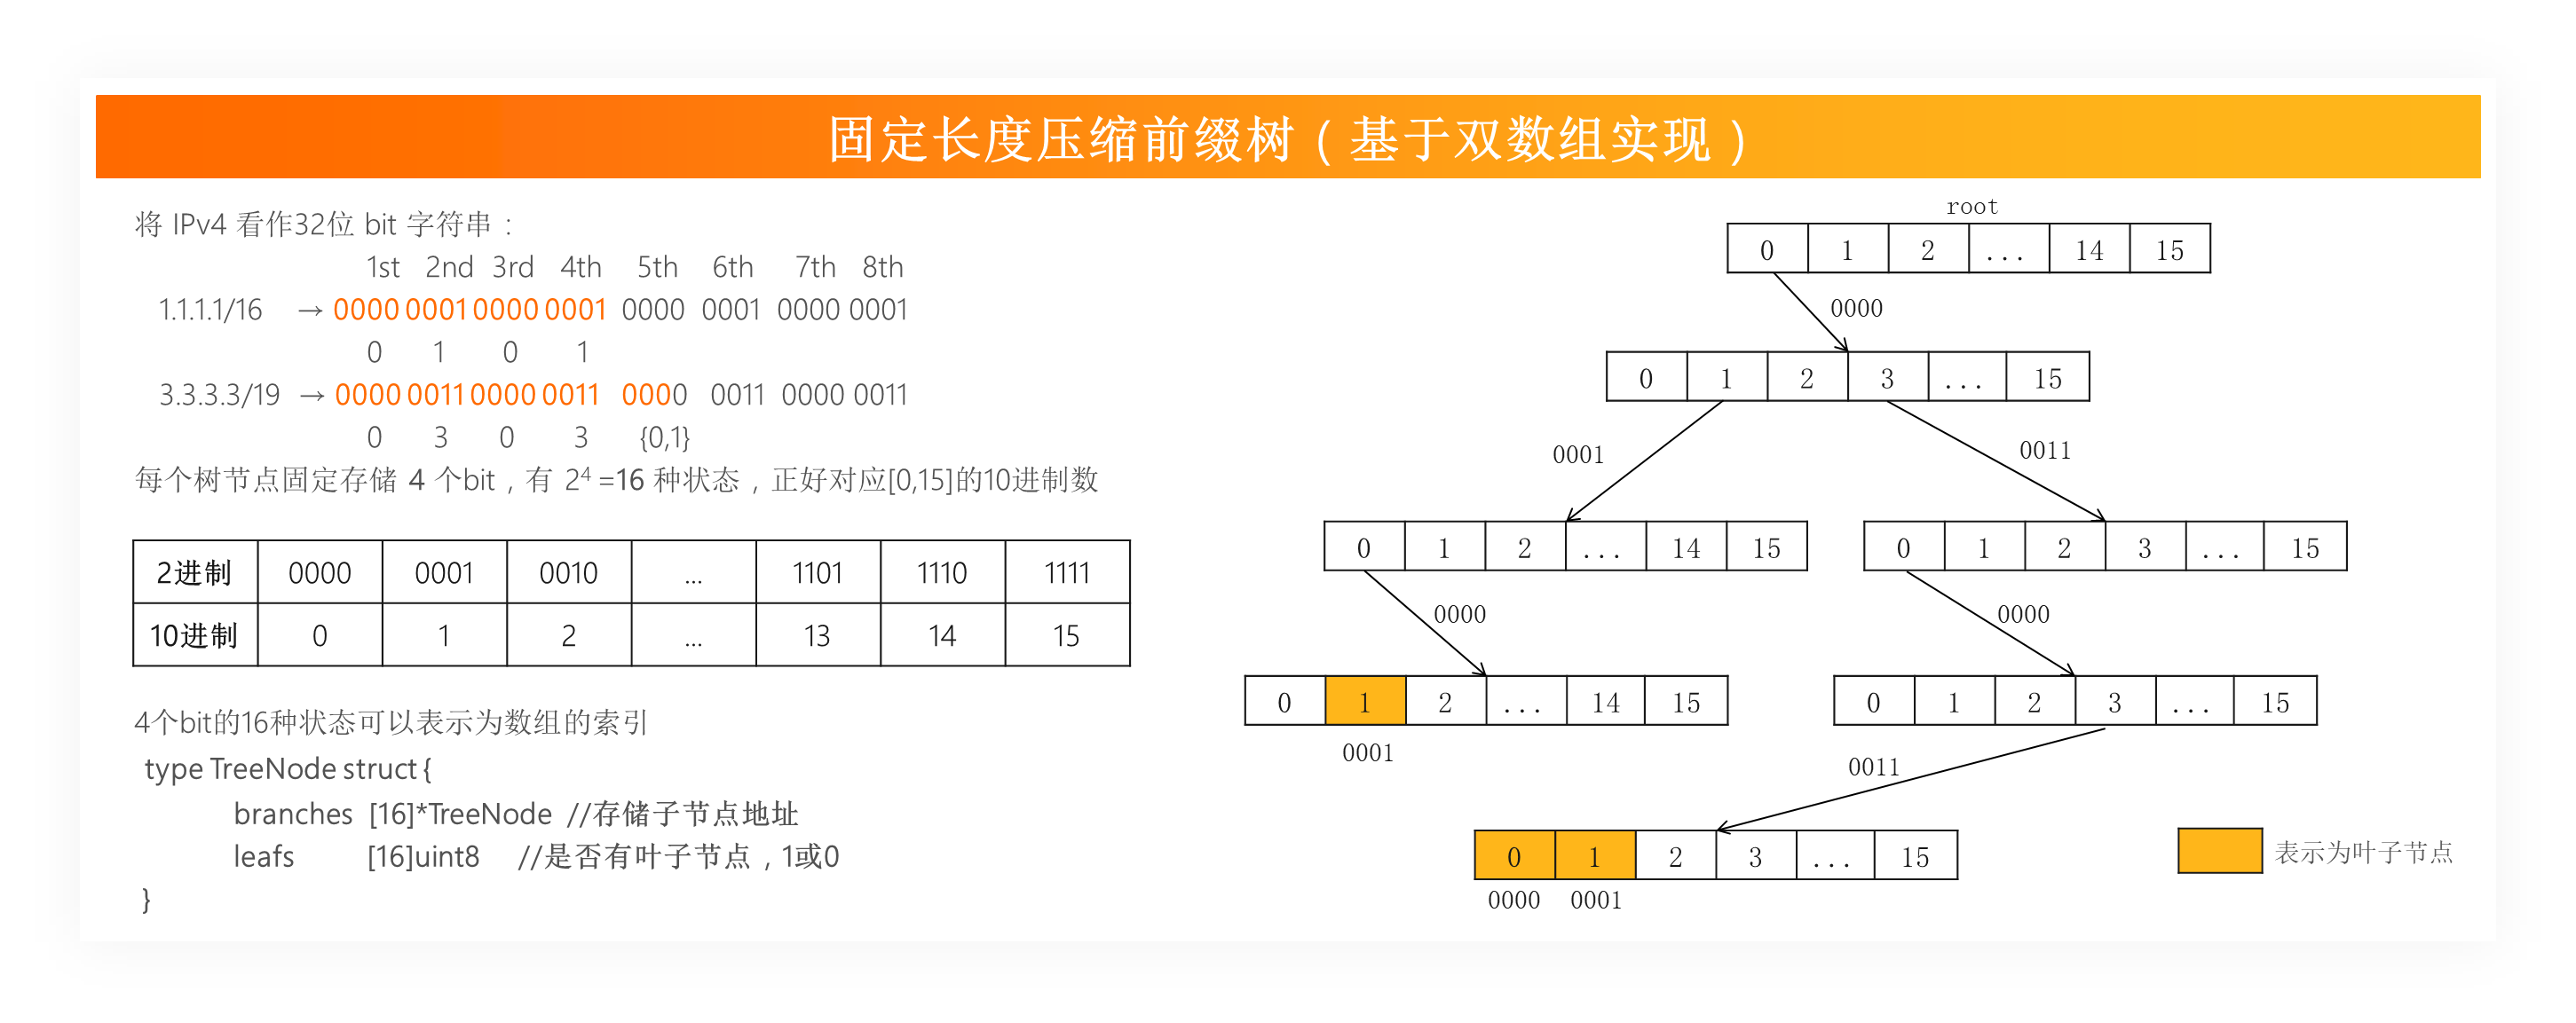 固定长度压缩前缀树（基于双数组实现）
将 IPv4 看作32位 bit 字符串：
1st 2nd 3rd 4th 5th 6th 7th 8th
1.1.1.1/16 → 0000 0001 0000 0001 0000 0001 0000 0001
0 1 0 1
3.3.3.3/19 → 0000 0011 0000 0011 0000 0011 0000 0011
0 3 0 3 {0,1}
每个树节点固定存储 4 个bit，有 2⁴ =16 种状态，正好对应[0,15]的10进制数
2进制 0000 0001 0010 ... 1101 1110 1111
10进制 0 1 2 ... 13 14 15
4个bit的16种状态可以表示为数组的索引
type TreeNode struct {
branches [16]*TreeNode //存储子节点地址
leafs [16]uint8 //是否有叶子节点，1或0
}
root
0 1 2 ... 14 15
0000
0 1 2 3 ... 15
0001 0011
0 1 2 ... 14 15
0 1 2 3 ... 15
0000 0000
0 1 2 ... 14 15
0 1 2 3 ... 15
0001
0011
0 1 2 3 ... 15
0000 0001
表示为叶子节点